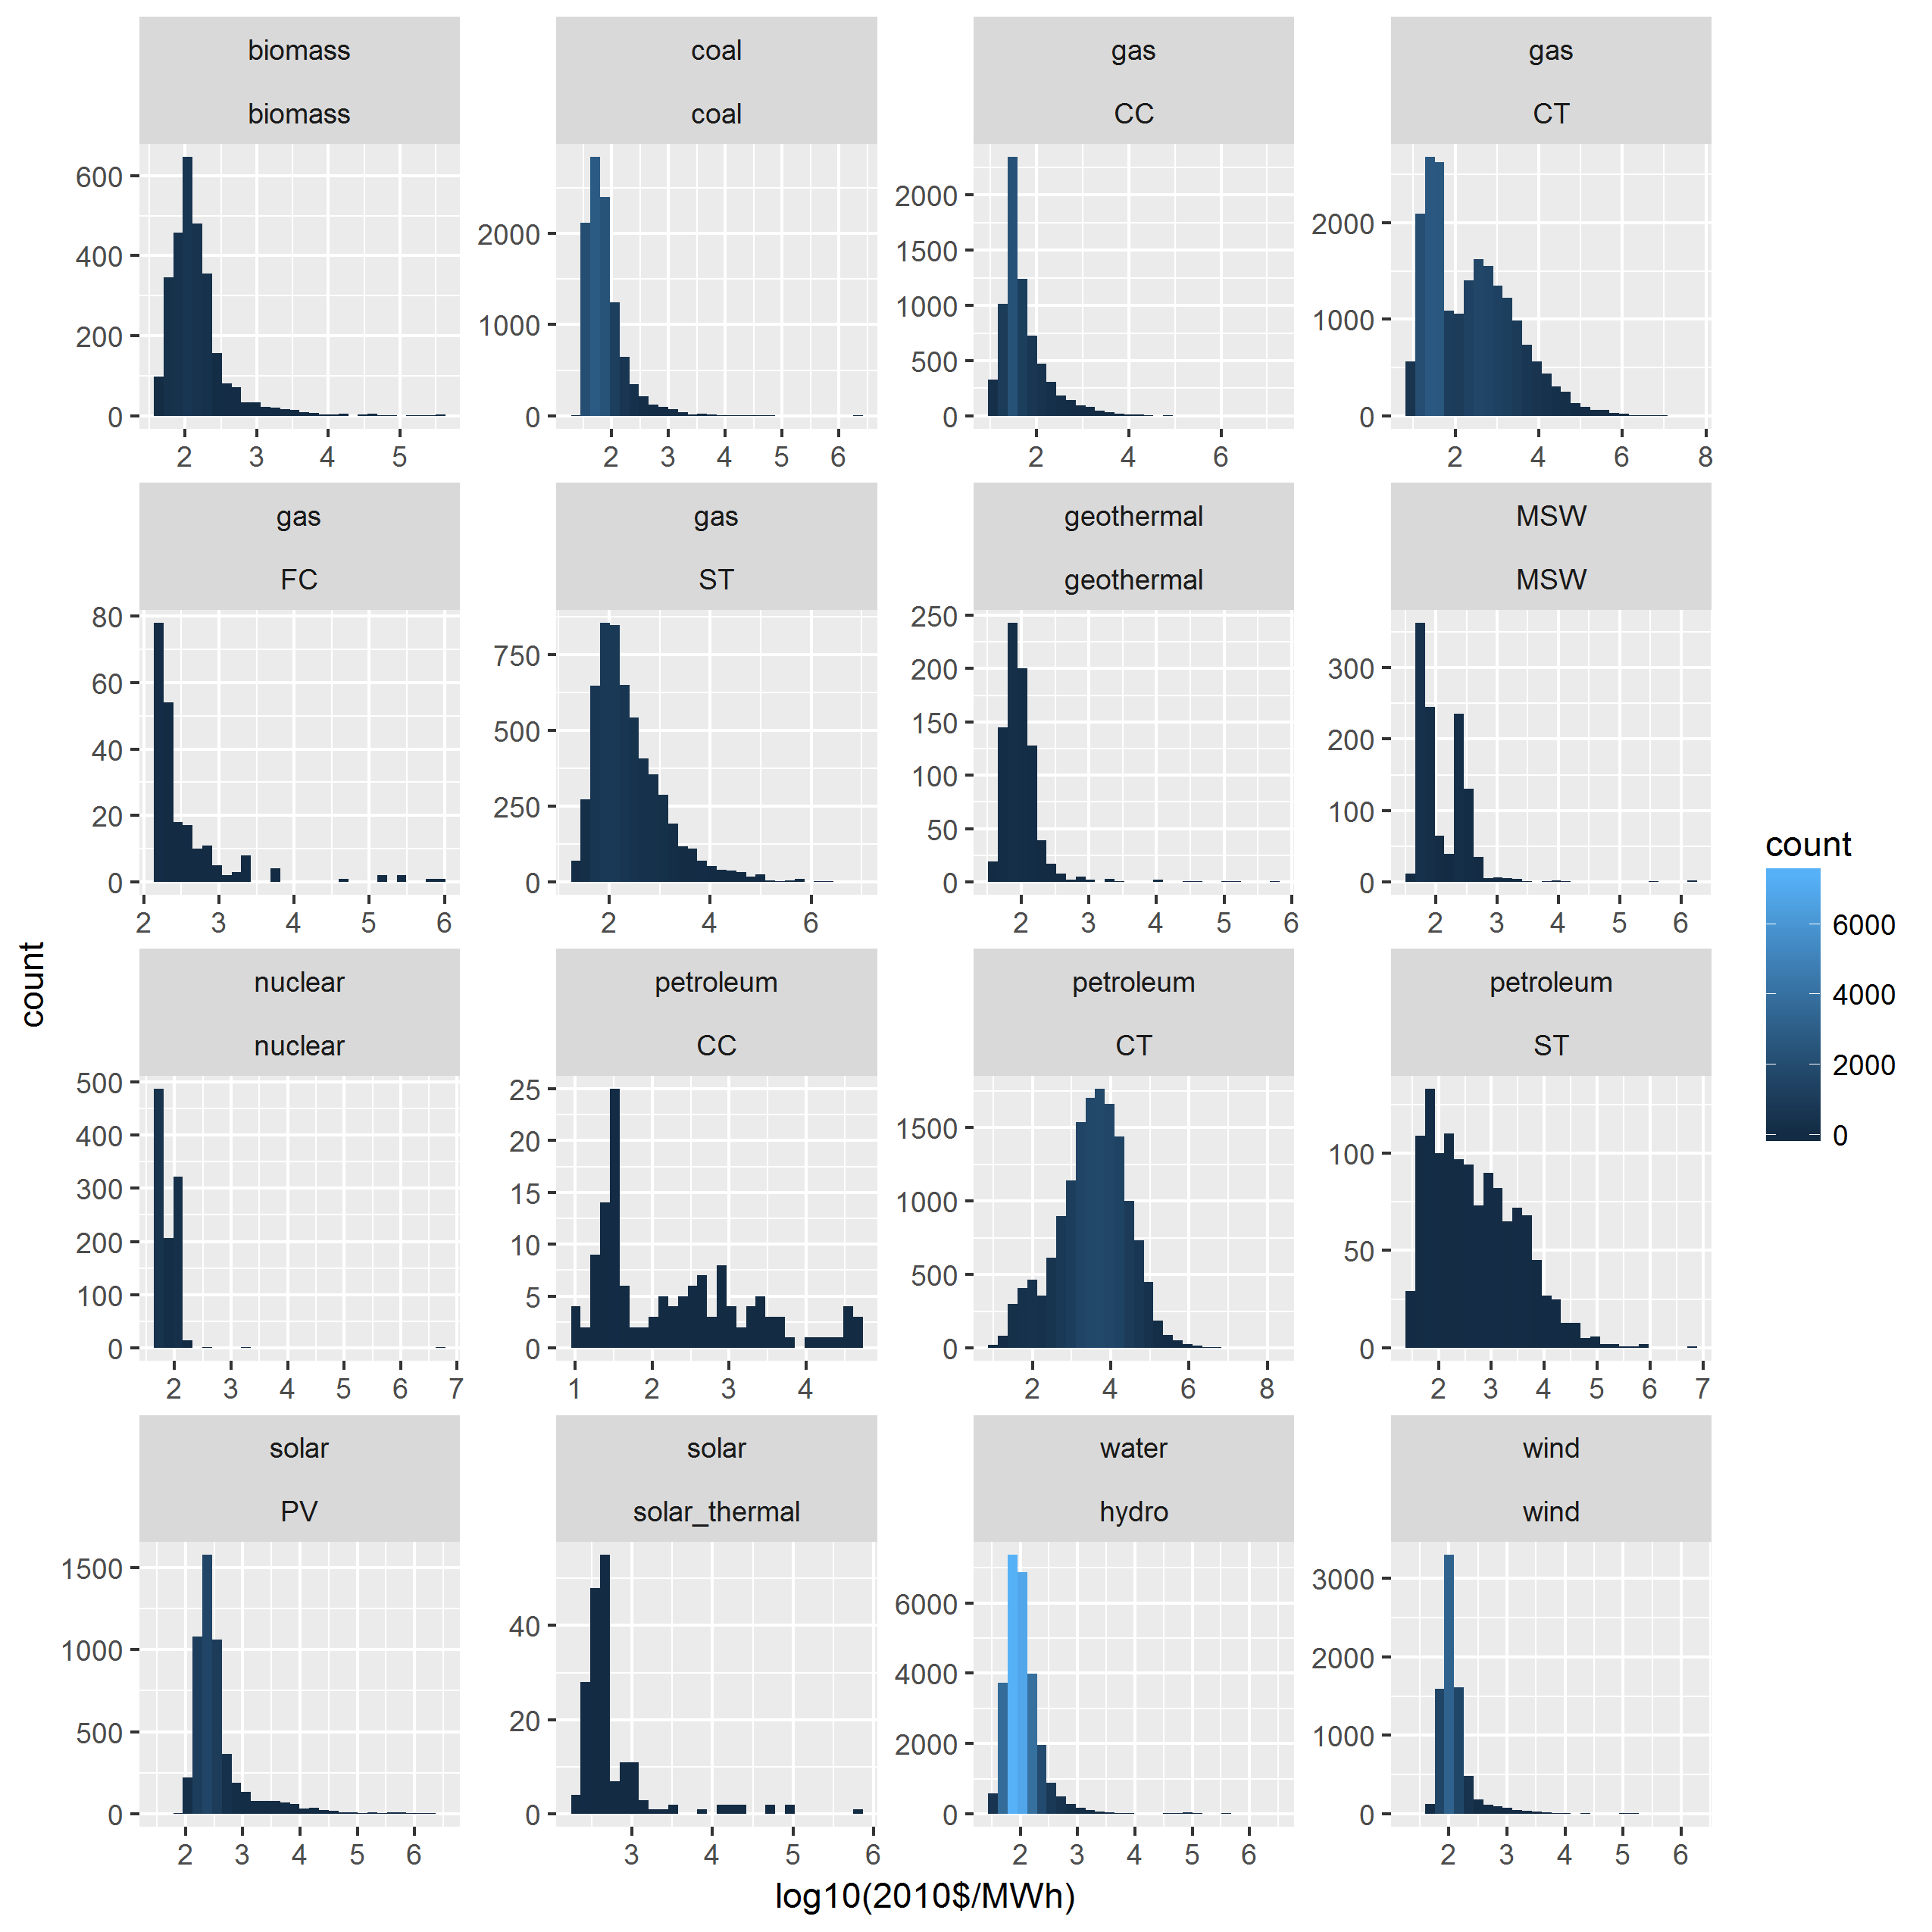 biomass
biomass
600
400
200
0
2 3 4 5
coal
coal
2000
1000
0
2 3 4 5 6
gas
CC
2000
1500
1000
500
0
2 4 6
gas
CT
2000
1000
0
2 4 6 8
gas
FC
80
60
40
20
0
2 3 4 5 6
gas
ST
750
500
250
0
2 4 6
geothermal
geothermal
250
200
150
100
50
0
2 3 4 5 6
MSW
MSW
300
200
100
0
2 3 4 5 6
nuclear
nuclear
500
400
300
200
100
0
2 3 4 5 6 7
petroleum
CC
25
20
15
10
5
0
1 2 3 4
petroleum
CT
1500
1000
500
0
2 4 6 8
petroleum
ST
100
50
0
2 3 4 5 6 7
solar
PV
1500
1000
500
0
2 3 4 5 6
solar
solar_thermal
40
20
0
3 4 5 6
water
hydro
6000
4000
2000
0
2 3 4 5 6
wind
wind
3000
2000
1000
0
2 3 4 5 6
count
log10(2010$/MWh)
count
6000
4000
2000
0